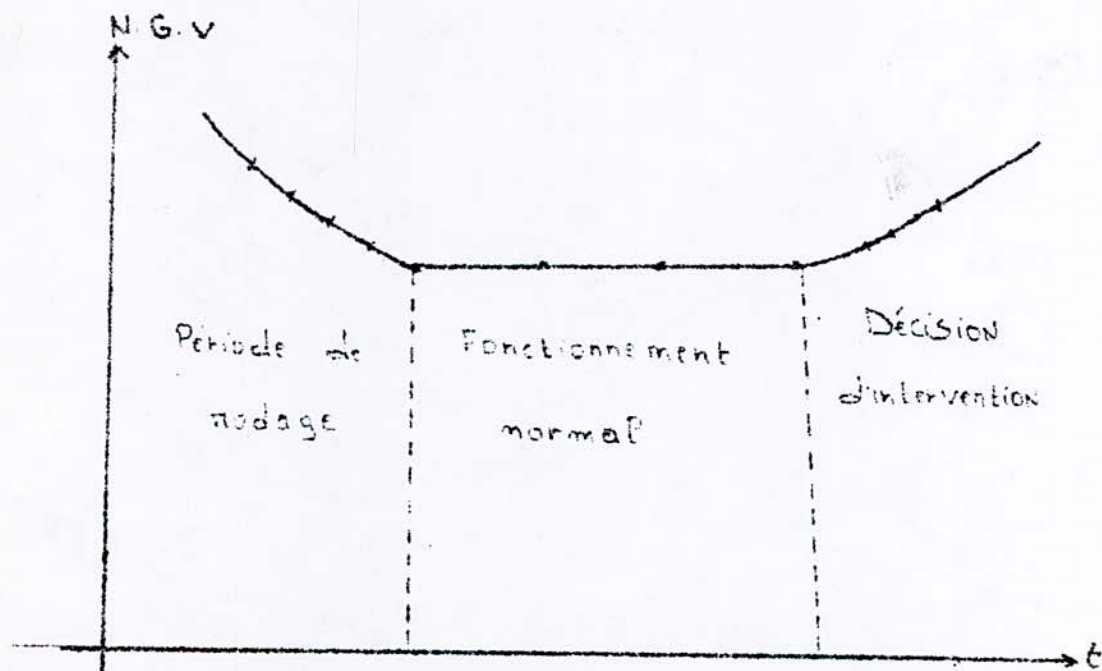 N.G.V
Période de
rodage
Fonctionnement
normal
Décision
d'intervention
t